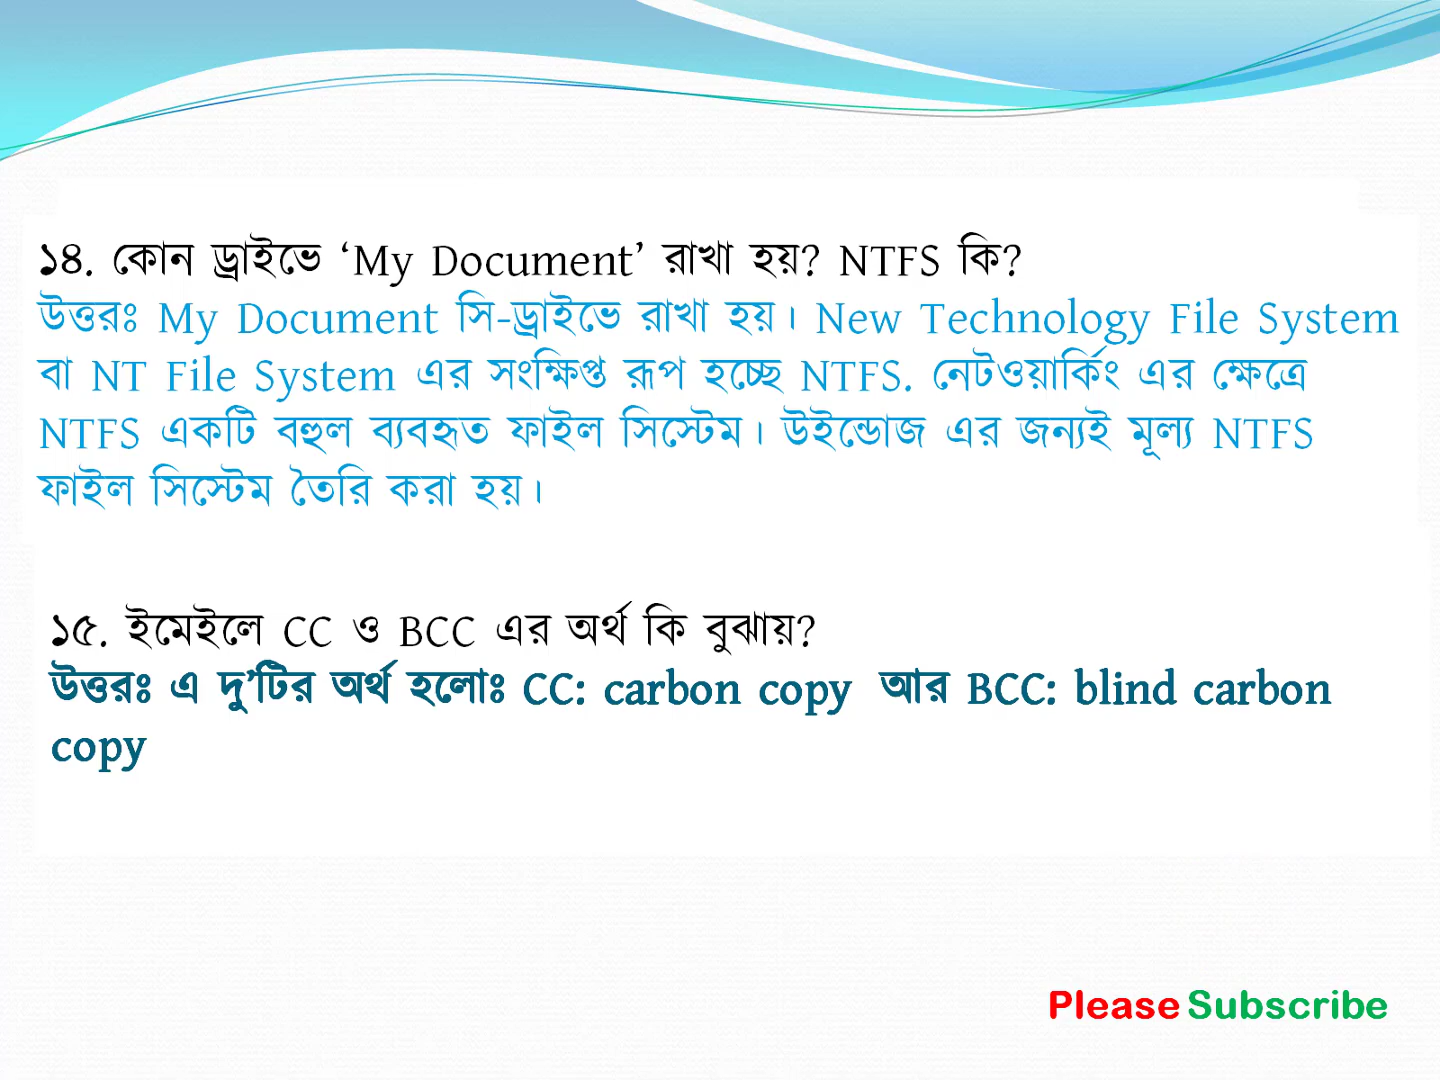 ১৪. কোন ড্রাইভে ‘My Document’ রাখা হয়? NTFS কি?
উত্তরঃ My Document সি-ড্রাইভে রাখা হয়। New Technology File System
বা NT File System এর সংক্ষিপ্ত রূপ হচ্ছে NTFS. নেটওয়ার্কিং এর ক্ষেত্রে
NTFS একটি বহুল ব্যবহৃত ফাইল সিস্টেম। উইন্ডোজ এর জন্যই মূল্য NTFS
ফাইল সিস্টেম তৈরি করা হয়।
১৫. ইমেইলে CC ও BCC এর অর্থ কি বুঝায়?
উত্তরঃ এ দু’টির অর্থ হলোঃ CC: carbon copy আর BCC: blind carbon
copy
Please Subscribe